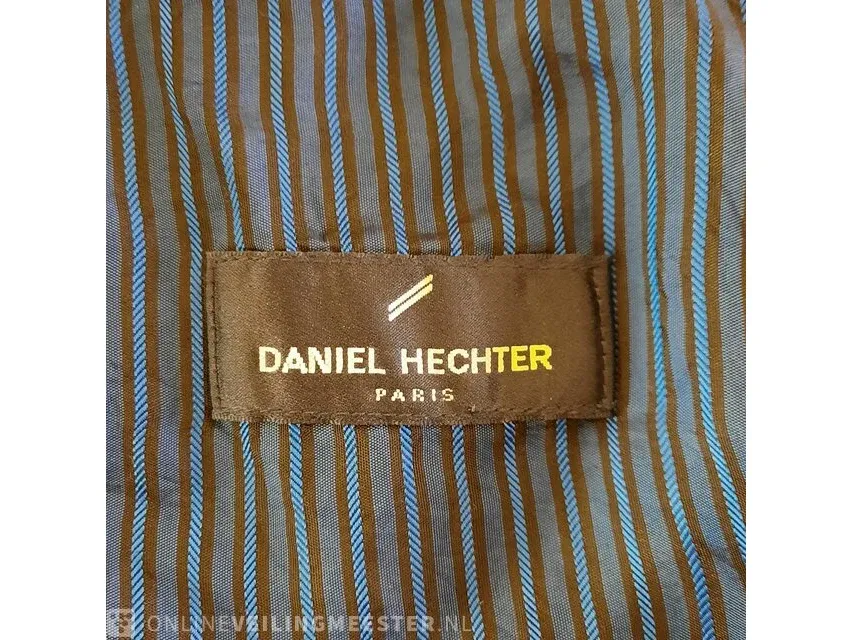 DANIEL HECHTER
PARIS
ONLINEVEILINGMEESTER.NL